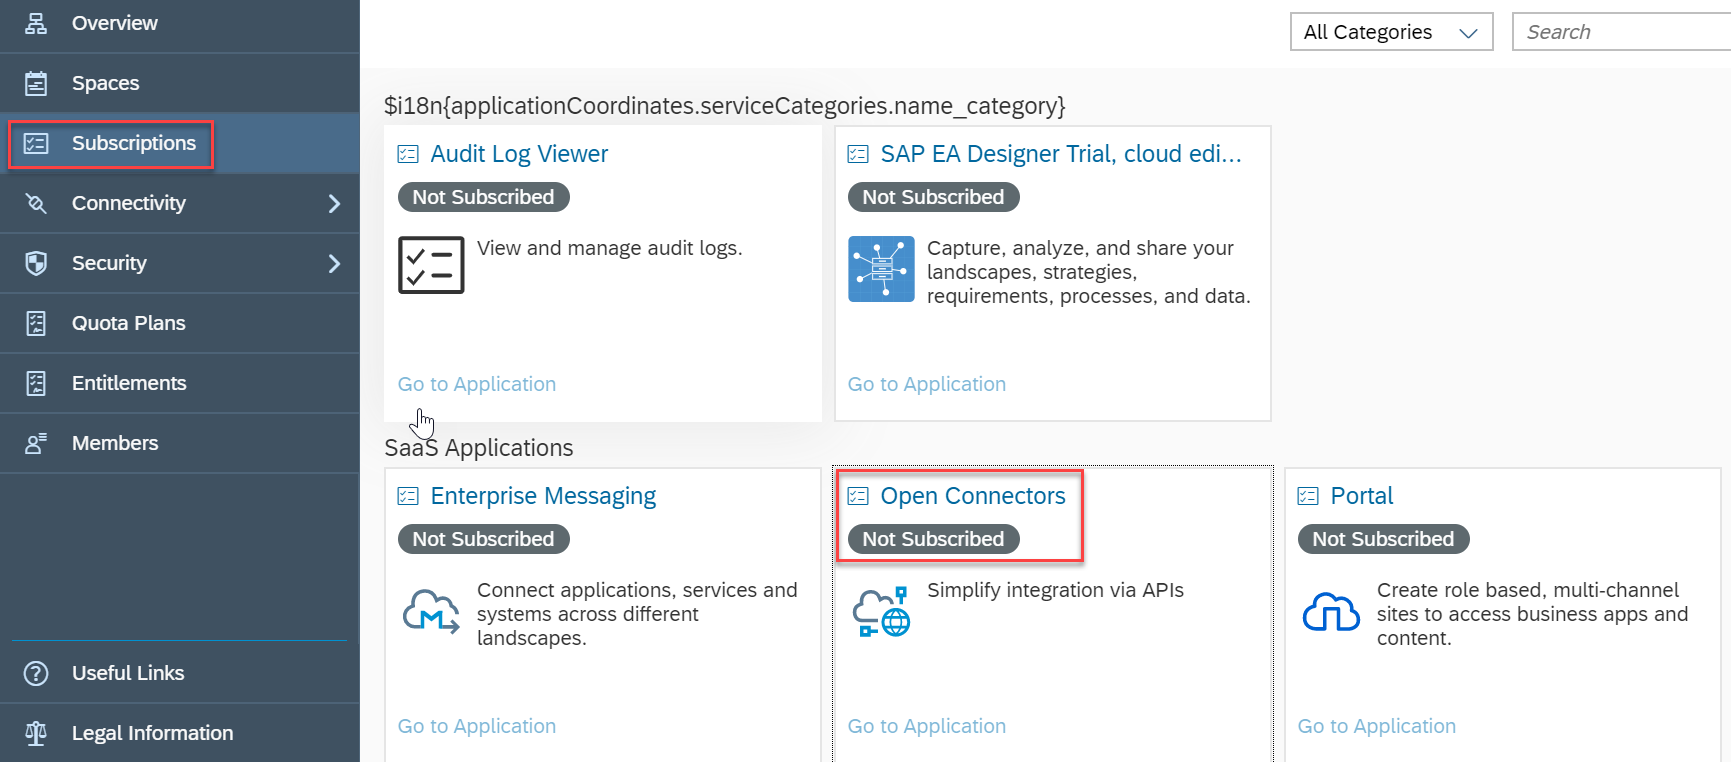 Overview
Spaces
Subscriptions
Connectivity
Security
Quota Plans
Entitlements
Members
Useful Links
Legal Information
All Categories
Search
$i18n{applicationCoordinates.serviceCategories.name_category}
Audit Log Viewer
Not Subscribed
View and manage audit logs.
Go to Application
SAP EA Designer Trial, cloud edi...
Not Subscribed
Capture, analyze, and share your
landscapes, strategies,
requirements, processes, and data.
Go to Application
SaaS Applications
Enterprise Messaging
Not Subscribed
Connect applications, services and
systems across different
landscapes.
Go to Application
Open Connectors
Not Subscribed
Simplify integration via APIs
Go to Application
Portal
Not Subscribed
Create role based, multi-channel
sites to access business apps and
content.
Go to Application